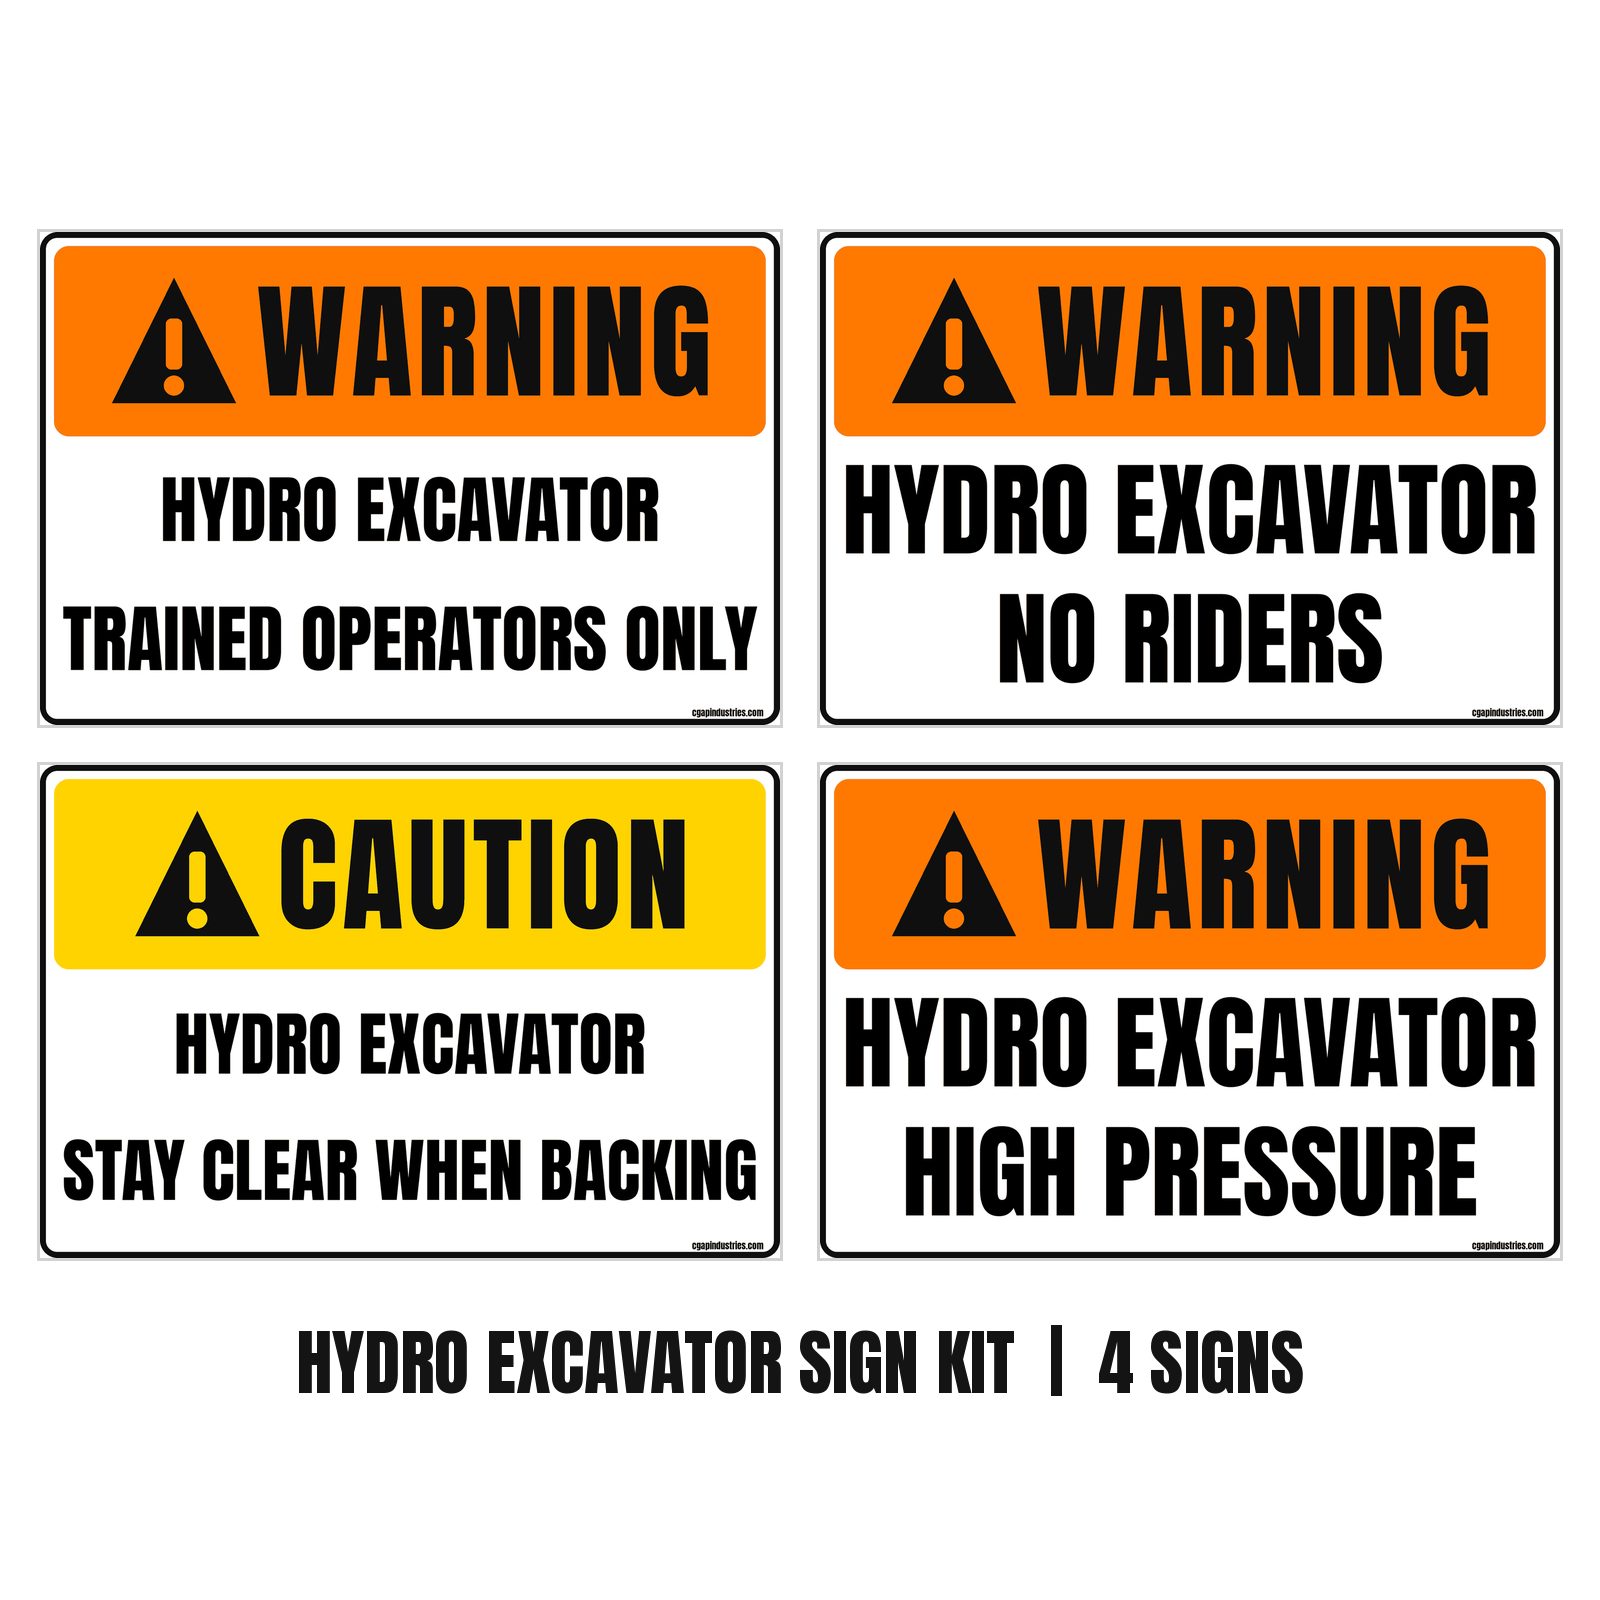 WARNING
HYDRO EXCAVATOR
TRAINED OPERATORS ONLY
cgapindustries.com
WARNING
HYDRO EXCAVATOR
NO RIDERS
cgapindustries.com
CAUTION
HYDRO EXCAVATOR
STAY CLEAR WHEN BACKING
cgapindustries.com
WARNING
HYDRO EXCAVATOR
HIGH PRESSURE
cgapindustries.com
HYDRO EXCAVATOR SIGN KIT | 4 SIGNS